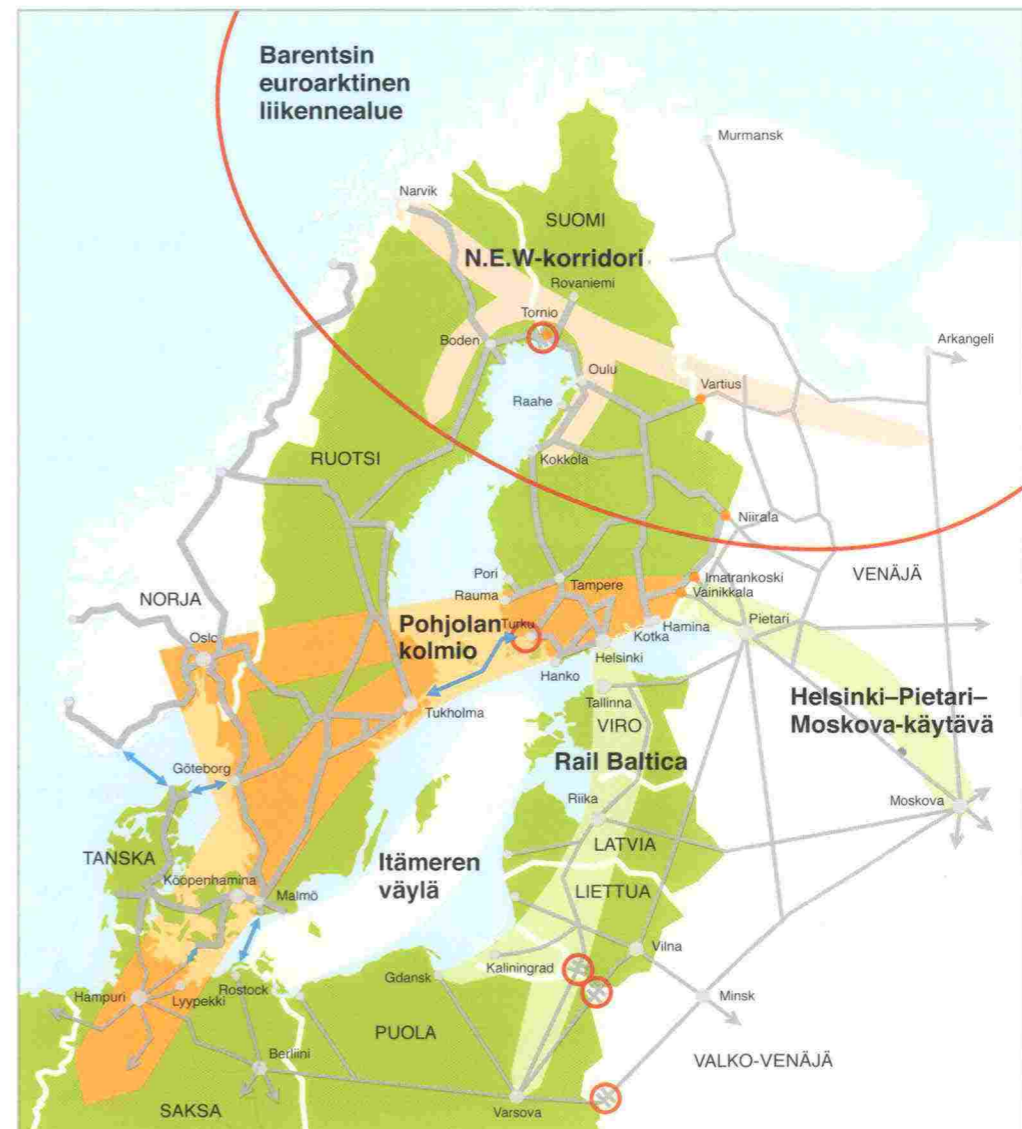 Barentsin
euroarktinen
liikennealue
Murmansk
Narvik
SUOMI
N.E.W-korridori
Rovaniemi
Tornio
Boden
Arkangeli
Oulu
Vartius
Raahe
RUOTSI
Kokkola
Niirala
Pori
Tampere
Imatrankoski
VENÄJÄ
Rauma
Vainikkala
NORJA
Pohjolan
kolmio
Turku
Hamina
Pietari
Kotka
Oslo
Helsinki
Hanko
Tallinna
Tukholma
VIRO
Helsinki–Pietari–
Moskova-käytävä
Göteborg
Rail Baltica
Riika
Moskova
LATVIA
TANSKA
Itämeren
väylä
Kööpenhamina
Malmö
LIETTUA
Vilna
Kaliningrad
Gdansk
Hampuri
Lyypekki
Rostock
Minsk
PUOLA
Berliini
VALKO-VENÄJÄ
SAKSA
Varsova